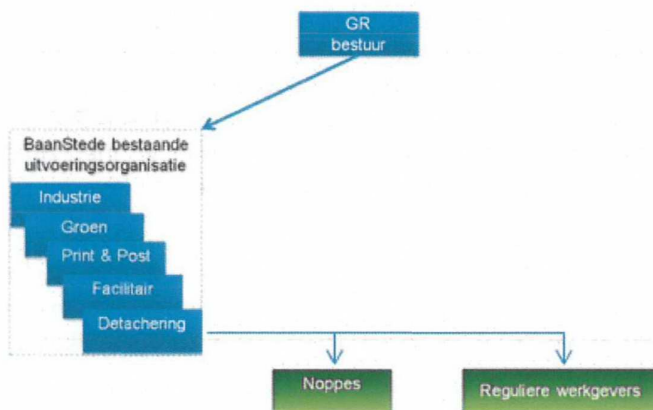 GR
bestuur
BaanStede bestaande
uitvoeringsorganisatie
Industrie
Groen
Print & Post
Facilitair
Detachering
Noppes
Reguliere werkgevers